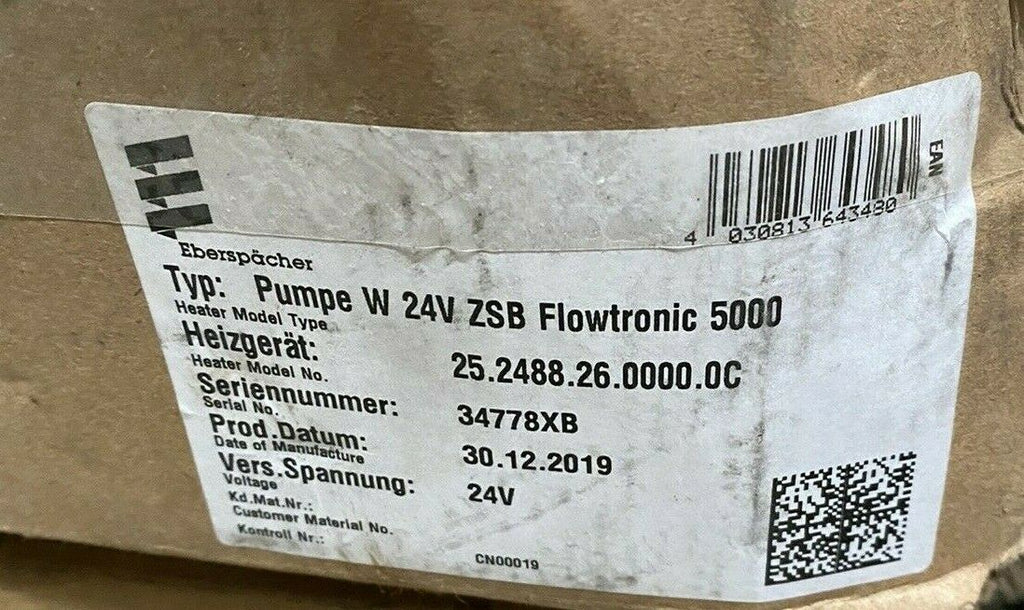 EAN
4 030813 643480
Eberspächer
Typ: Pumpe W 24V ZSB Flowtronic 5000
Heater Model Type
Heizgerät: 25.2488.26.0000.0C
Heater Model No.
Seriennummer: 34778XB
Serial No.
Prod.Datum: 30.12.2019
Date of Manufacture
Vers.Spannung: 24V
Voltage
Kd.Mat.Nr.:
Customer Material No.
Kontroll Nr.: CN00019